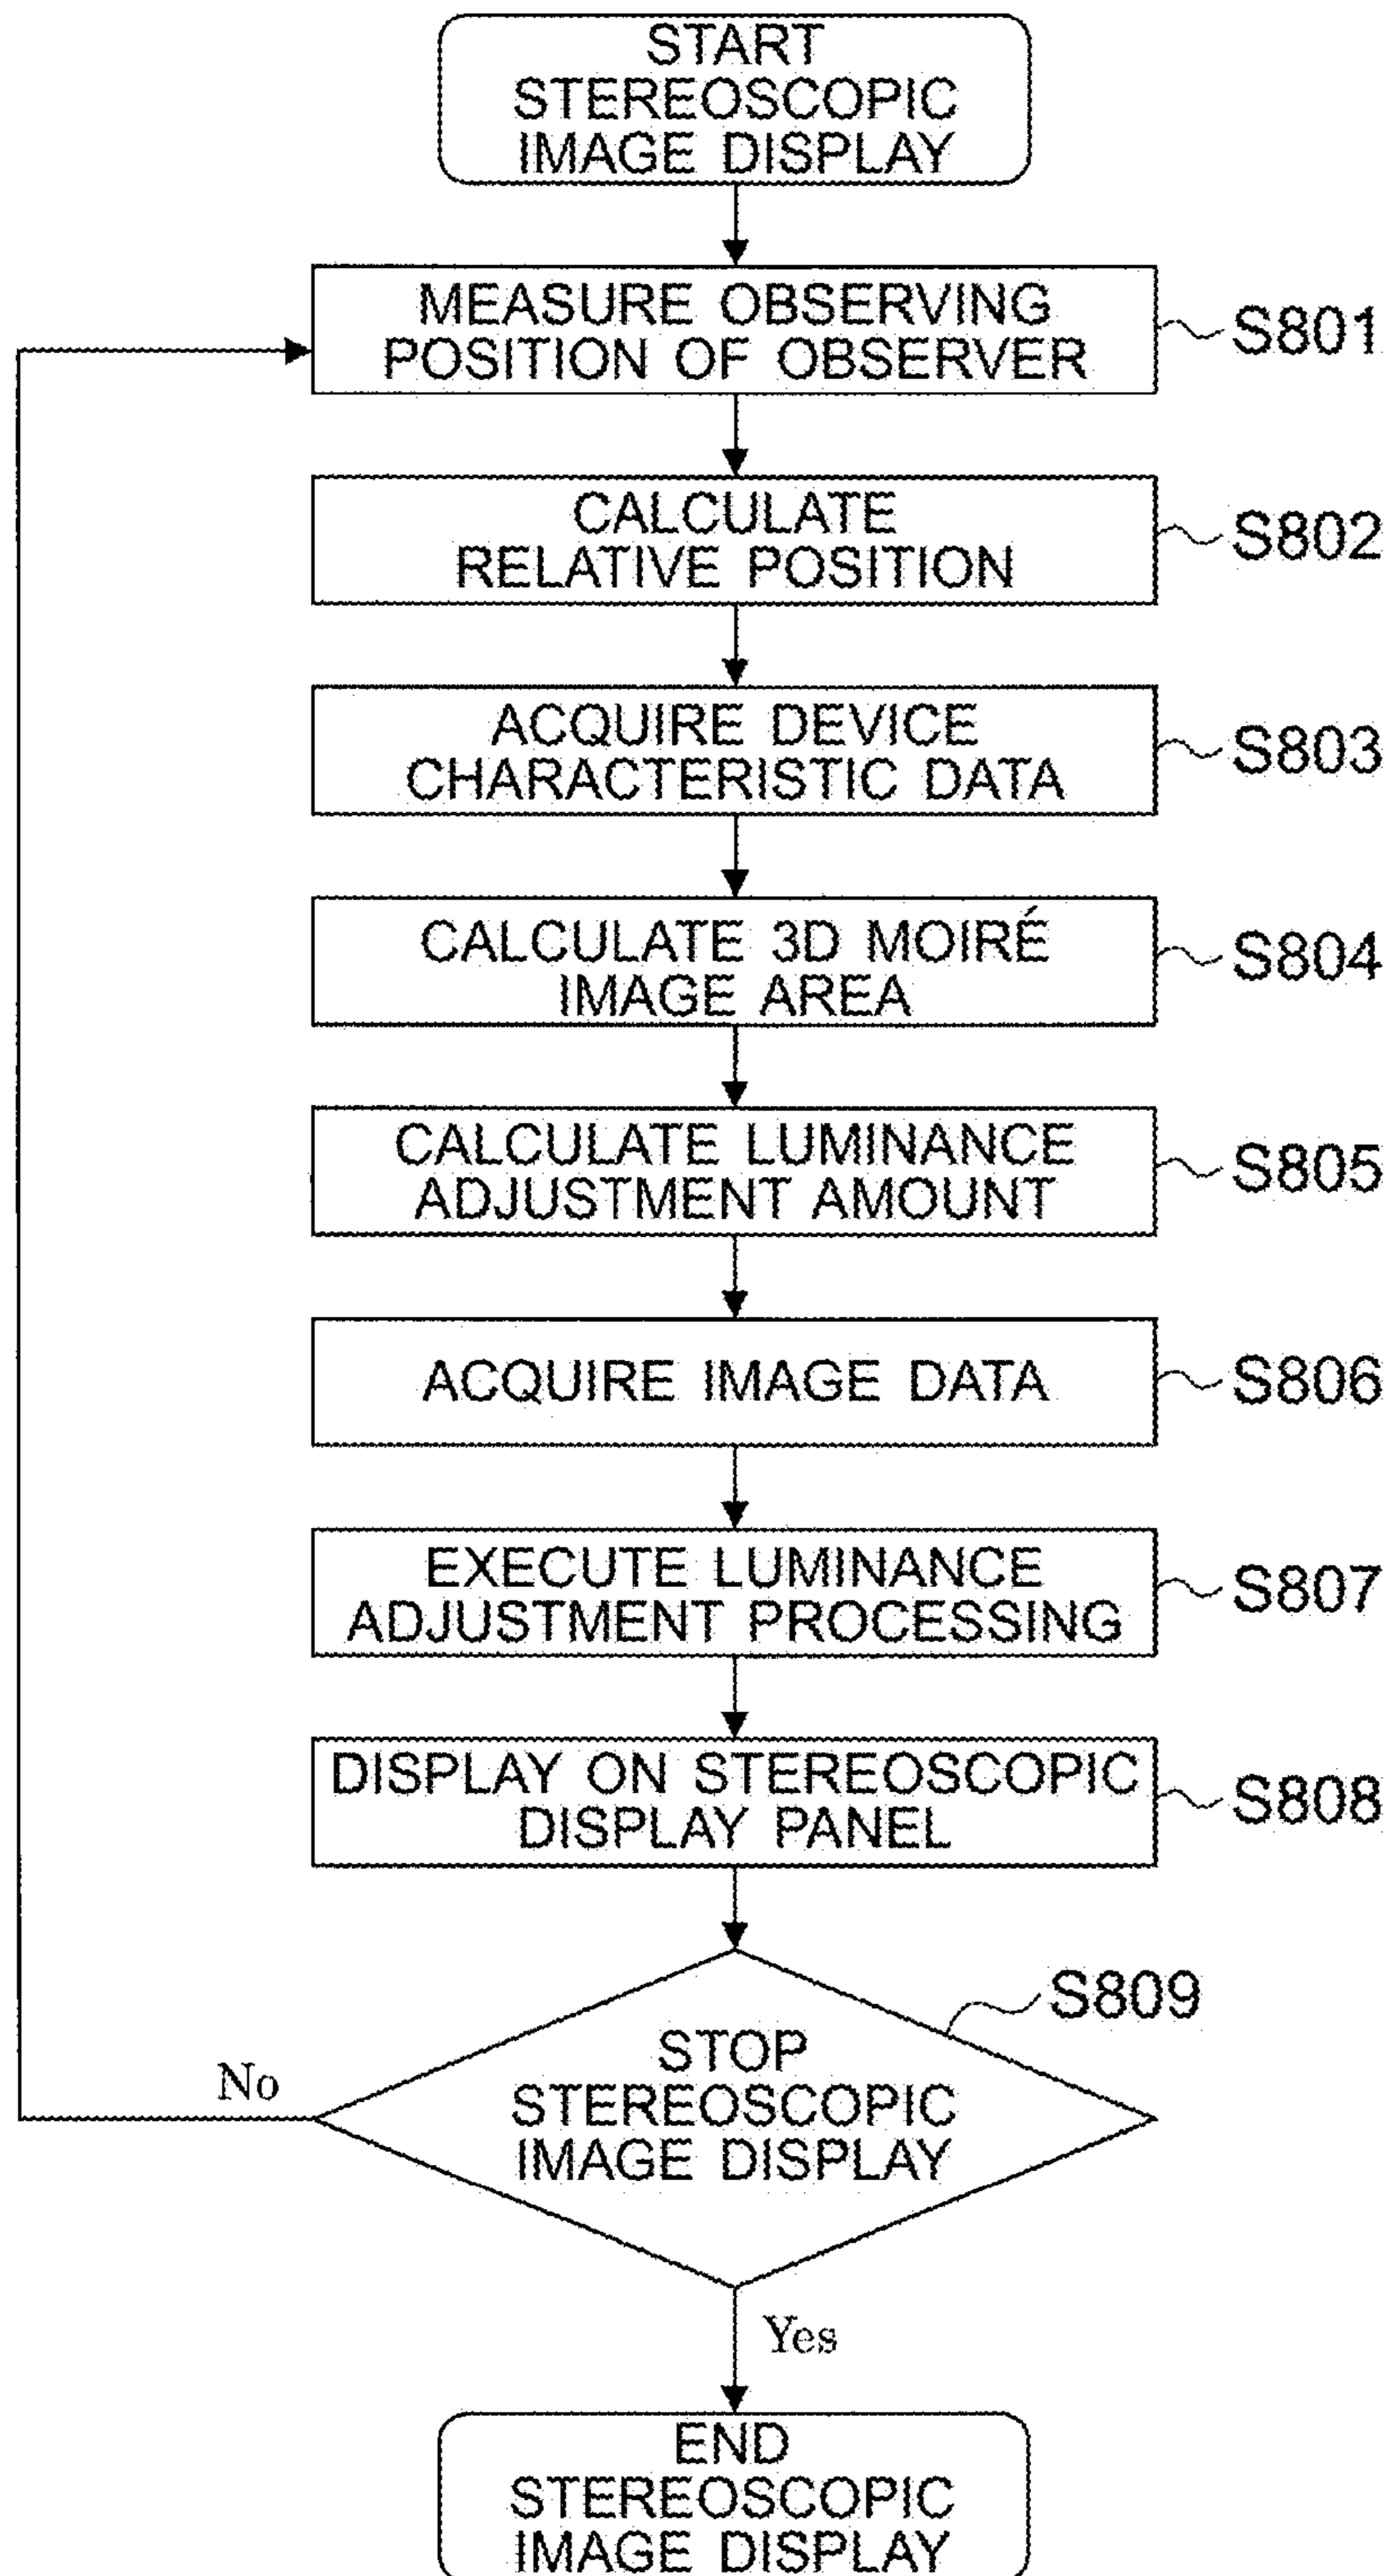 START
STEREOSCOPIC
IMAGE DISPLAY
MEASURE OBSERVING
POSITION OF OBSERVER
S801
CALCULATE
RELATIVE POSITION
S802
ACQUIRE DEVICE
CHARACTERISTIC DATA
S803
CALCULATE 3D MOIRÉ
IMAGE AREA
S804
CALCULATE LUMINANCE
ADJUSTMENT AMOUNT
S805
ACQUIRE IMAGE DATA
S806
EXECUTE LUMINANCE
ADJUSTMENT PROCESSING
S807
DISPLAY ON STEREOSCOPIC
DISPLAY PANEL
S808
S809
STOP
STEREOSCOPIC
IMAGE DISPLAY
No
Yes
END
STEREOSCOPIC
IMAGE DISPLAY